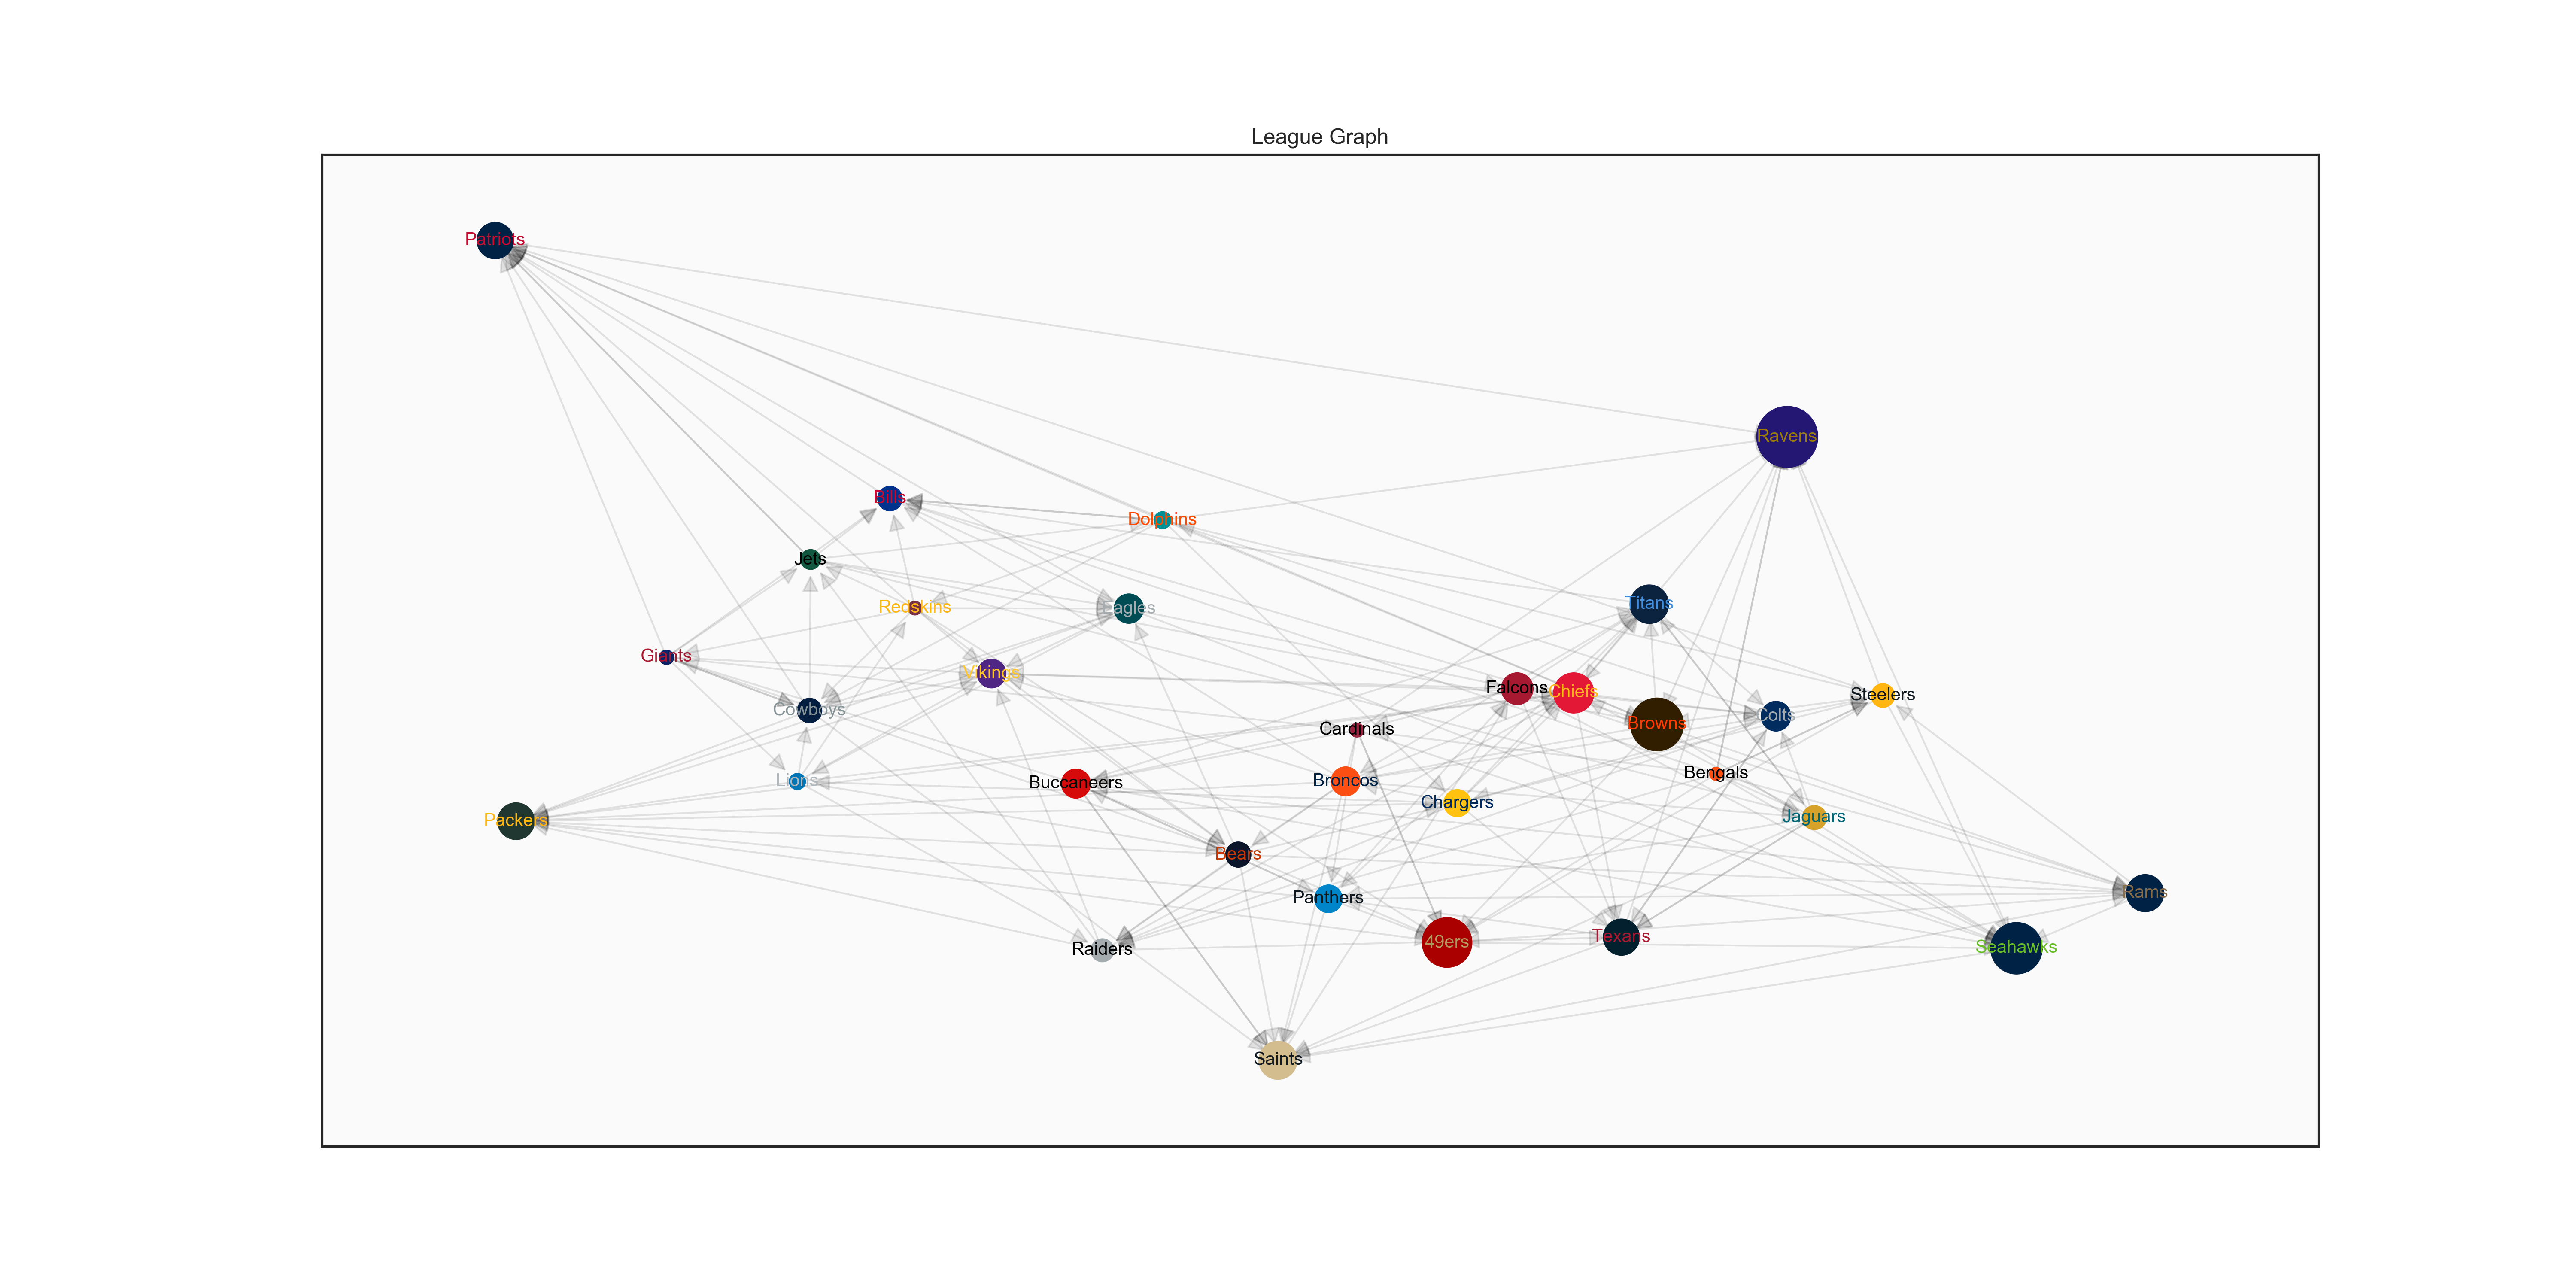 League Graph
Patriots
Ravens
Bills
Dolphins
Jets
Titans
Redskins
Eagles
Giants
Vikings
Falcons
Chiefs
Steelers
Cowboys
Colts
Browns
Cardinals
Bengals
Lions
Buccaneers
Broncos
Chargers
Jaguars
Packers
Bears
Rams
Panthers
Texans
49ers
Seahawks
Raiders
Saints